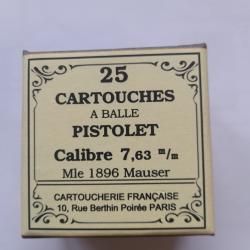 25
CARTOUCHES
A BALLE
PISTOLET
Calibre 7,63 m/m
Mle 1896 Mauser
CARTOUCHERIE FRANÇAISE
10, Rue Berthin Poirée PARIS